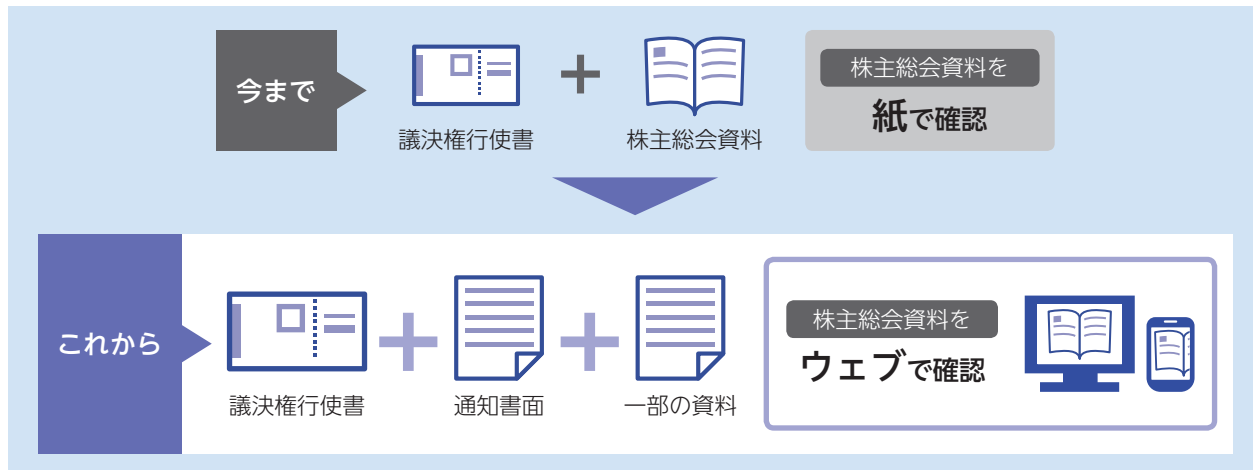 今まで
議決権行使書
株主総会資料
株主総会資料を
紙で確認
これから
議決権行使書
通知書面
一部の資料
株主総会資料を
ウェブで確認